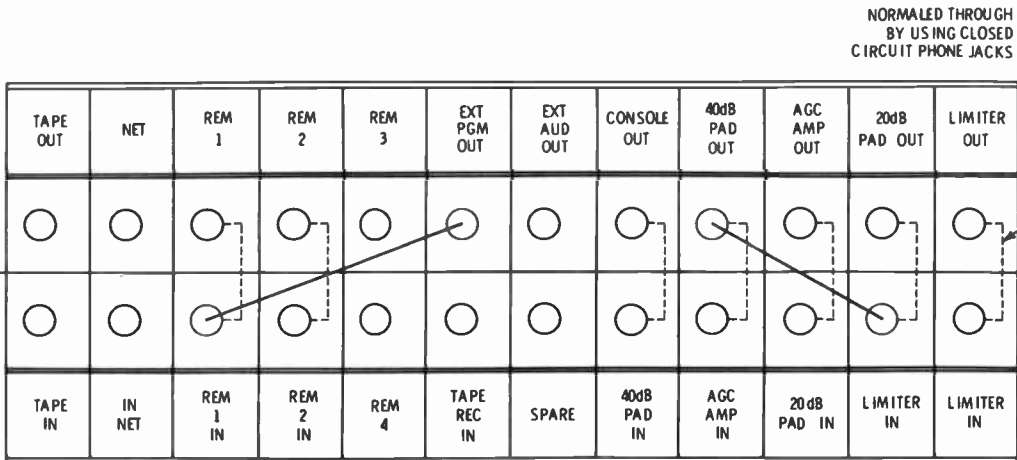 NORMALED THROUGH
BY USING CLOSED
CIRCUIT PHONE JACKS
TAPE
OUT
NET
REM
1
REM
2
REM
3
EXT
PGM
OUT
EXT
AUD
OUT
CONSOLE
OUT
40dB
PAD
OUT
AGC
AMP
OUT
20dB
PAD OUT
LIMITER
OUT
TAPE
IN
IN
NET
REM
1
IN
REM
2
IN
REM
4
TAPE
REC
IN
SPARE
40dB
PAD
IN
AGC
AMP
IN
20dB
PAD IN
LIMITER
IN
LIMITER
IN